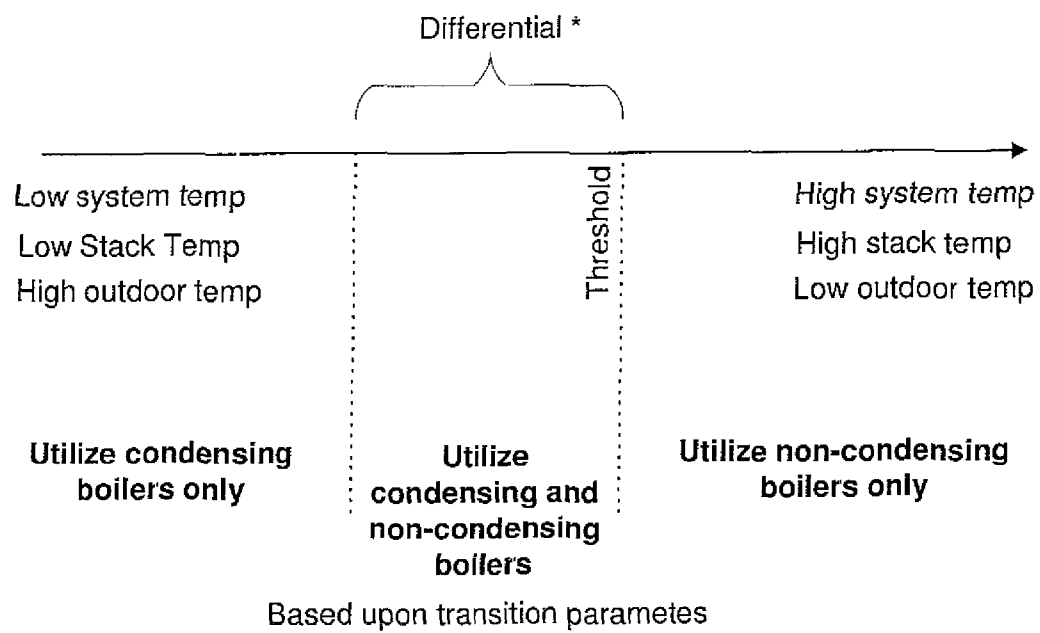 Differential *
Low system temp
Low Stack Temp
High outdoor temp
Threshold
High system temp
High stack temp
Low outdoor temp
Utilize condensing
boilers only
Utilize
condensing and
non-condensing
boilers
Utilize non-condensing
boilers only
Based upon transition parametes